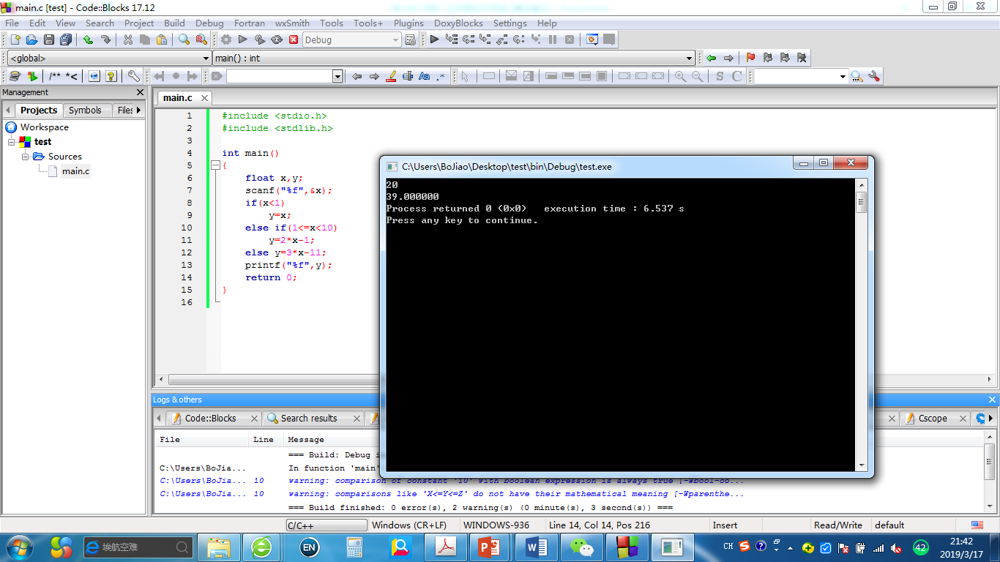 main.c [test] - Code::Blocks 17.12
File Edit View Search Project Build Debug Fortran wxSmith Tools Tools+ Plugins DoxyBlocks Settings Help
Debug
<global> main() : int
/** *< Aa .* S C
Management
Projects Symbols Files
Workspace
test
Sources
main.c
main.c
1 #include <stdio.h>
2 #include <stdlib.h>
3
4 int main()
5 {
6 float x,y;
7 scanf("%f",&x);
8 if(x<1)
9 y=x;
10 else if(1<=x<10)
11 y=2*x-1;
12 else y=3*x-11;
13 printf("%f",y);
14 return 0;
15 }
16
C:\Users\BoJiao\Desktop\test\bin\Debug\test.exe
20
39.000000
Process returned 0 (0x0) execution time : 6.537 s
Press any key to continue.
Logs & others
Code::Blocks Search results Cscope
File Line Message
=== Build: Debug i
C:\Users\BoJia... In function 'main'
C:\Users\BoJia... 10 warning: comparison of constant '10' with boolean expression is always true [-Wbool-co...
C:\Users\BoJia... 10 warning: comparisons like 'X<=Y<=Z' do not have their mathematical meaning [-Wparenthe...
=== Build finished: 0 error(s), 2 warning(s) (0 minute(s), 3 second(s)) ===
C/C++ Windows (CR+LF) WINDOWS-936 Line 14, Col 14, Pos 216 Insert Read/Write default
埃航空难 EN CH 42 21:42
2019/3/17